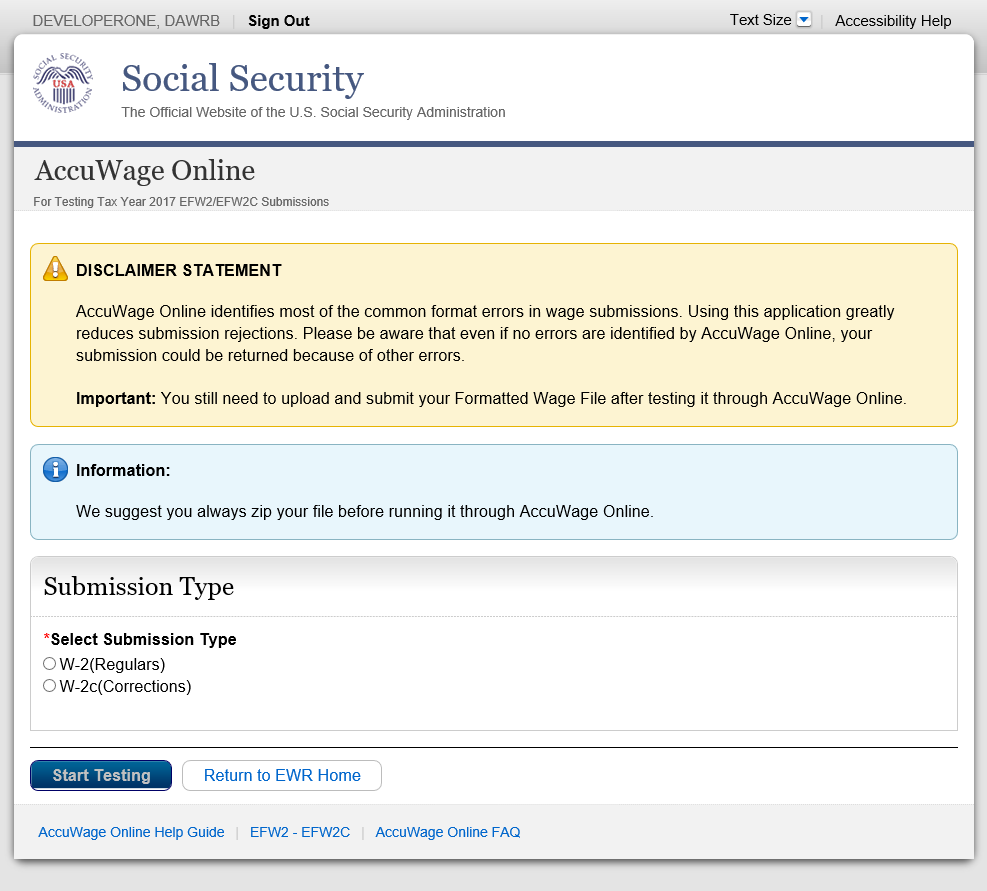 DEVELOPERONE, DAWRB | Sign Out
Text Size | Accessibility Help
SOCIAL SECURITY ADMINISTRATION
USA
Social Security
The Official Website of the U.S. Social Security Administration
AccuWage Online
For Testing Tax Year 2017 EFW2/EFW2C Submissions
DISCLAIMER STATEMENT
AccuWage Online identifies most of the common format errors in wage submissions. Using this application greatly
reduces submission rejections. Please be aware that even if no errors are identified by AccuWage Online, your
submission could be returned because of other errors.
Important: You still need to upload and submit your Formatted Wage File after testing it through AccuWage Online.
Information:
We suggest you always zip your file before running it through AccuWage Online.
Submission Type
*Select Submission Type
W-2(Regulars)
W-2c(Corrections)
Start Testing
Return to EWR Home
AccuWage Online Help Guide | EFW2 - EFW2C | AccuWage Online FAQ